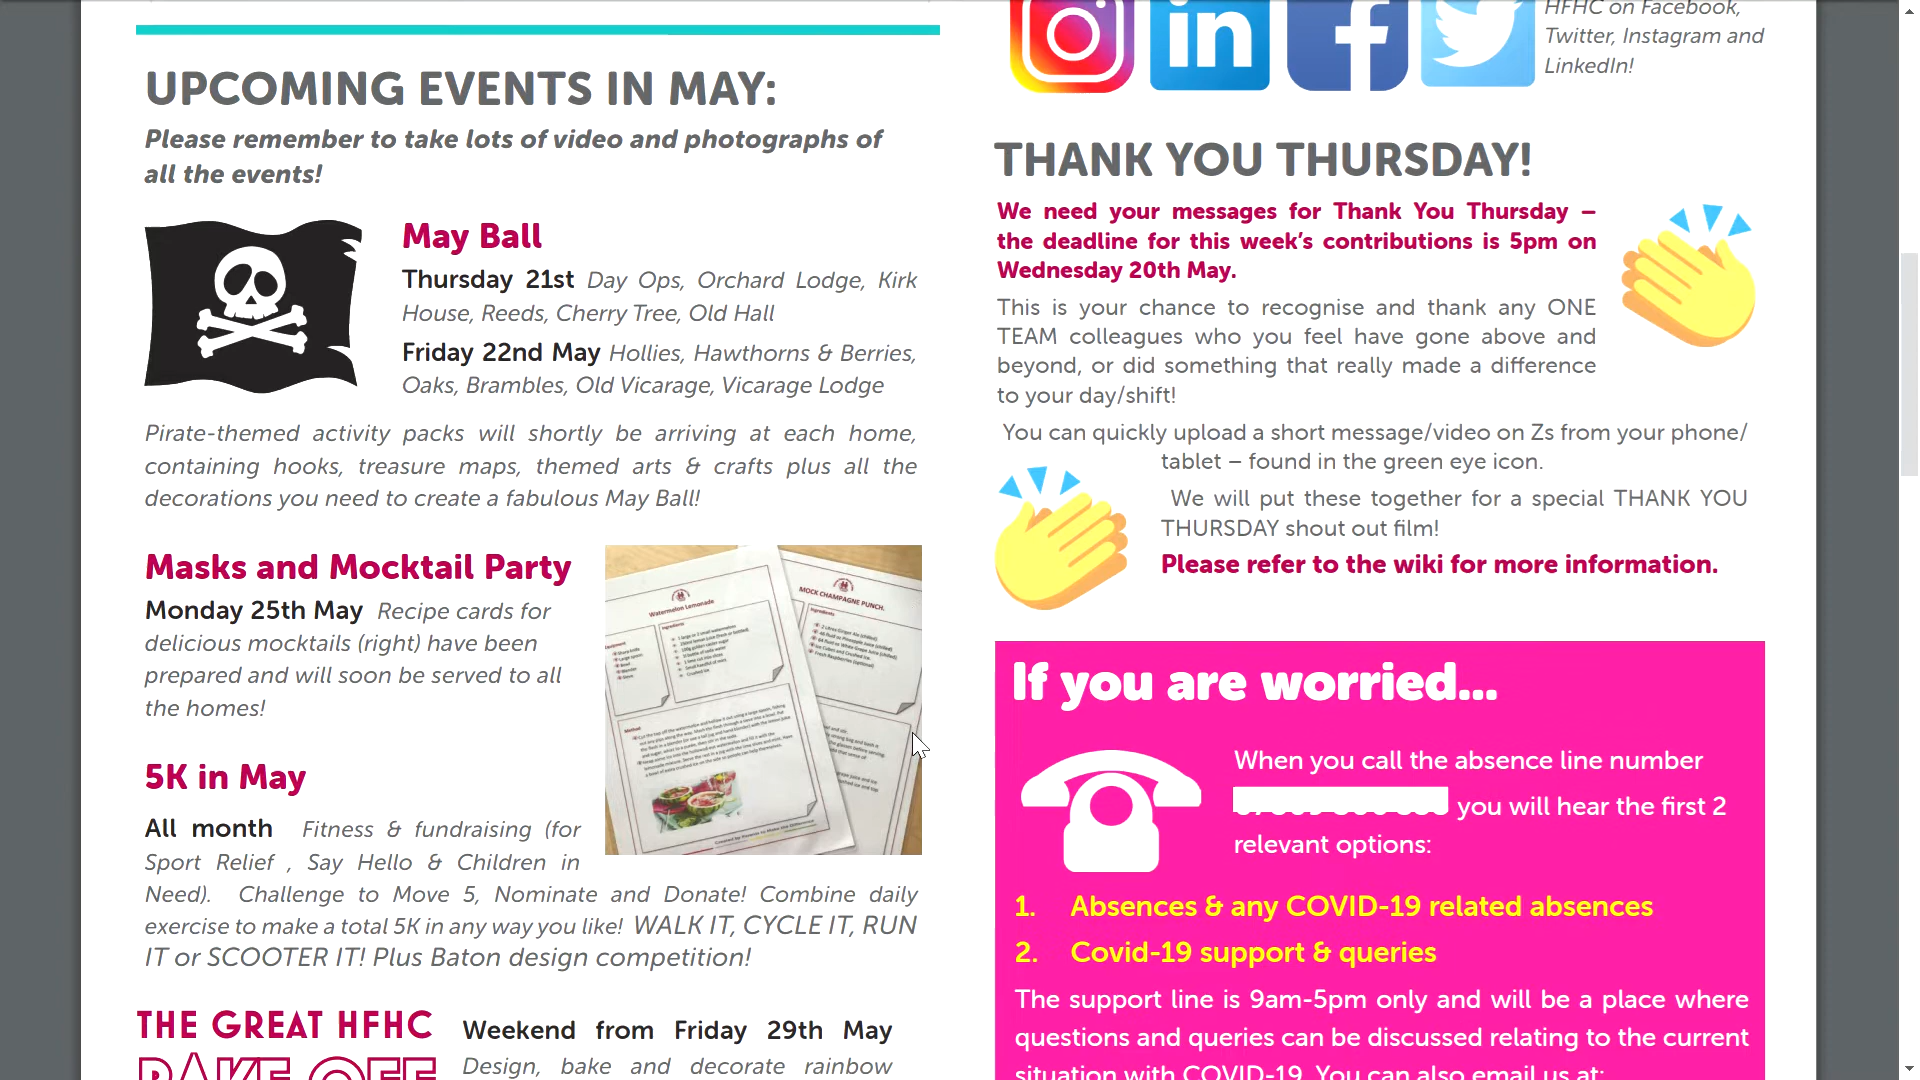 HFHC on Facebook,
Twitter, Instagram and
LinkedIn!
UPCOMING EVENTS IN MAY:
Please remember to take lots of video and photographs of
all the events!
May Ball
Thursday 21st Day Ops, Orchard Lodge, Kirk
House, Reeds, Cherry Tree, Old Hall
Friday 22nd May Hollies, Hawthorns & Berries,
Oaks, Brambles, Old Vicarage, Vicarage Lodge
Pirate-themed activity packs will shortly be arriving at each home,
containing hooks, treasure maps, themed arts & crafts plus all the
decorations you need to create a fabulous May Ball!
Masks and Mocktail Party
Monday 25th May Recipe cards for
delicious mocktails (right) have been
prepared and will soon be served to all
the homes!
Watermelon Lemonade
Ingredients:
MOCK CHAMPAGNE PUNCH.
Ingredients
Method
5K in May
All month Fitness & fundraising (for
Sport Relief , Say Hello & Children in
Need). Challenge to Move 5, Nominate and Donate! Combine daily
exercise to make a total 5K in any way you like! WALK IT, CYCLE IT, RUN
IT or SCOOTER IT! Plus Baton design competition!
THE GREAT HFHC
BAKE OFF
Weekend from Friday 29th May
Design, bake and decorate rainbow
THANK YOU THURSDAY!
We need your messages for Thank You Thursday –
the deadline for this week's contributions is 5pm on
Wednesday 20th May.
This is your chance to recognise and thank any ONE
TEAM colleagues who you feel have gone above and
beyond, or did something that really made a difference
to your day/shift!
You can quickly upload a short message/video on Zs from your phone/
tablet – found in the green eye icon.
We will put these together for a special THANK YOU
THURSDAY shout out film!
Please refer to the wiki for more information.
If you are worried...
When you call the absence line number
you will hear the first 2
relevant options:
1. Absences & any COVID-19 related absences
2. Covid-19 support & queries
The support line is 9am-5pm only and will be a place where
questions and queries can be discussed relating to the current
situation with COVID-19. You can also email us at: